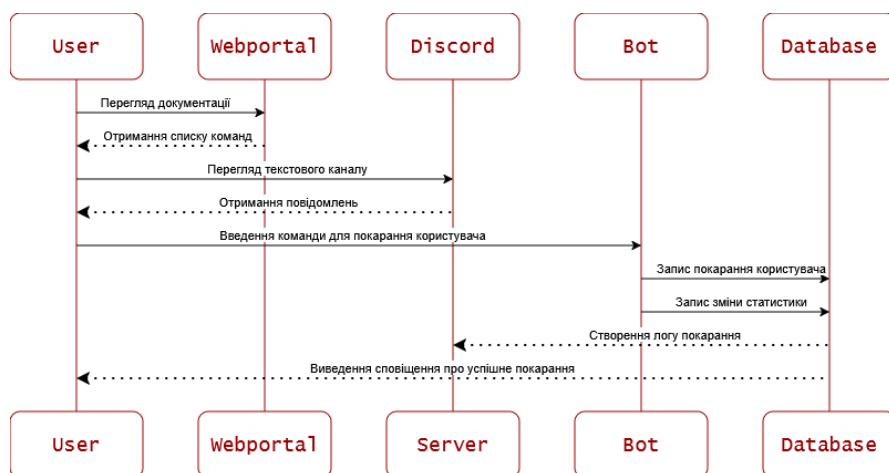 User
Webportal
Discord
Bot
Database
Перегляд документації
Отримання списку команд
Перегляд текстового каналу
Отримання повідомлень
Введення команди для покарання користувача
Запис покарання користувача
Запис зміни статистики
Створення логу покарання
Виведення сповіщення про успішне покарання
User
Webportal
Server
Bot
Database